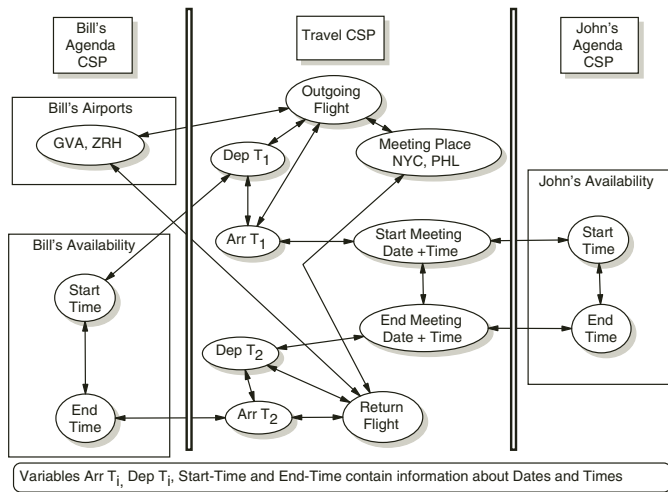 Bill's
Agenda
CSP
Travel CSP
John's
Agenda
CSP
Bill's Airports
GVA, ZRH
Outgoing
Flight
Dep T1
Meeting Place
NYC, PHL
Arr T1
Start Meeting
Date +Time
John's Availability
Start
Time
Bill's Availability
Start
Time
End Meeting
Date + Time
End
Time
Dep T2
End
Time
Arr T2
Return
Flight
Variables Arr Ti, Dep Ti, Start-Time and End-Time contain information about Dates and Times